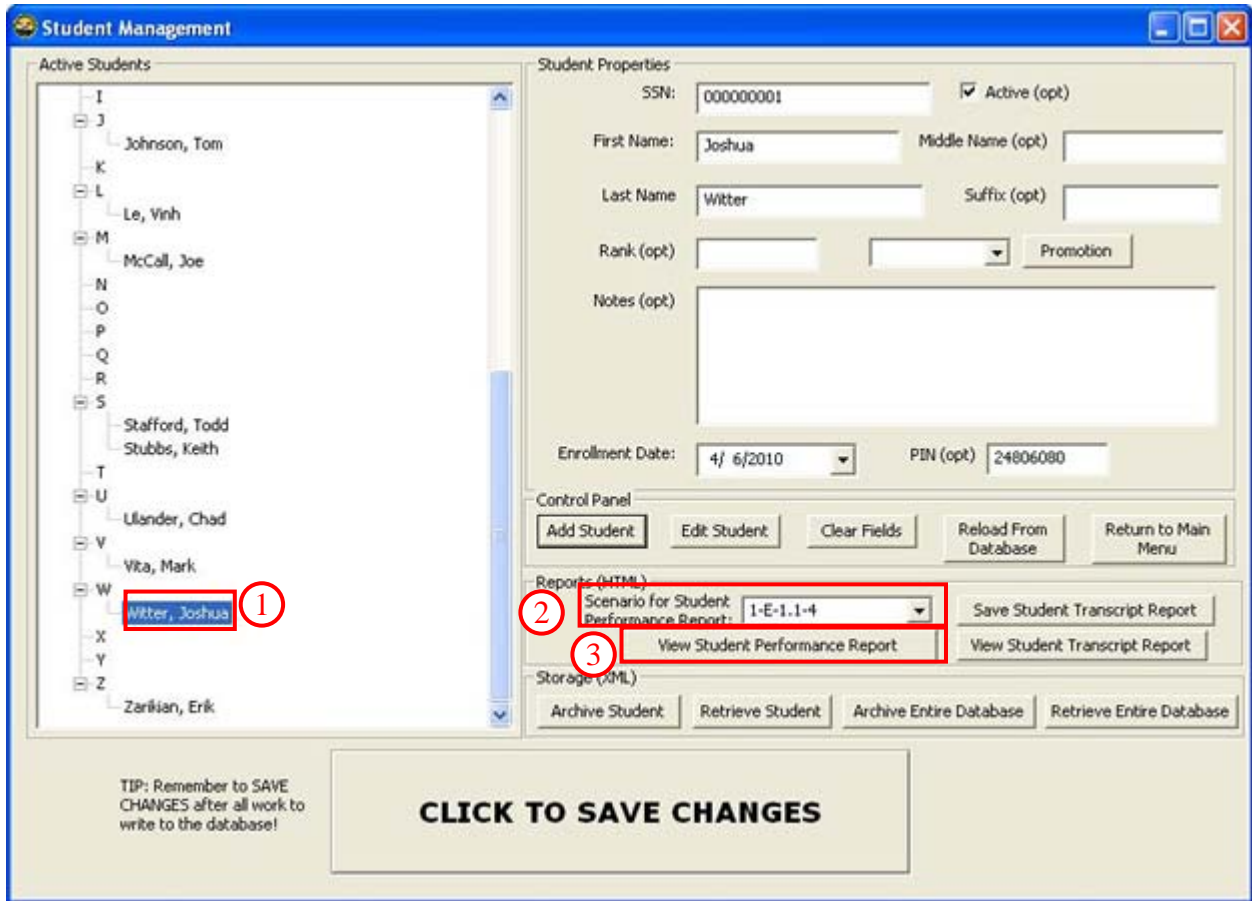 Student Management
Active Students
I
J
Johnson, Tom
K
L
Le, Vinh
M
McCall, Joe
N
O
P
Q
R
S
Stafford, Todd
Stubbs, Keith
T
U
Ulander, Chad
V
Vita, Mark
W
Witter, Joshua
1
X
Y
Z
Zarikian, Erik
Student Properties
SSN: 000000001 Active (opt)
First Name: Joshua Middle Name (opt)
Last Name Witter Suffix (opt)
Rank (opt) Promotion
Notes (opt)
Enrollment Date: 4/ 6/2010 PIN (opt) 24806080
Control Panel
Add Student Edit Student Clear Fields Reload From Database Return to Main Menu
Reports (HTML)
2
Scenario for Student
Performance Report: 1-E-1.1-4 Save Student Transcript Report
3
View Student Performance Report View Student Transcript Report
Storage (XML)
Archive Student Retrieve Student Archive Entire Database Retrieve Entire Database
TIP: Remember to SAVE
CHANGES after all work to
write to the database!
CLICK TO SAVE CHANGES